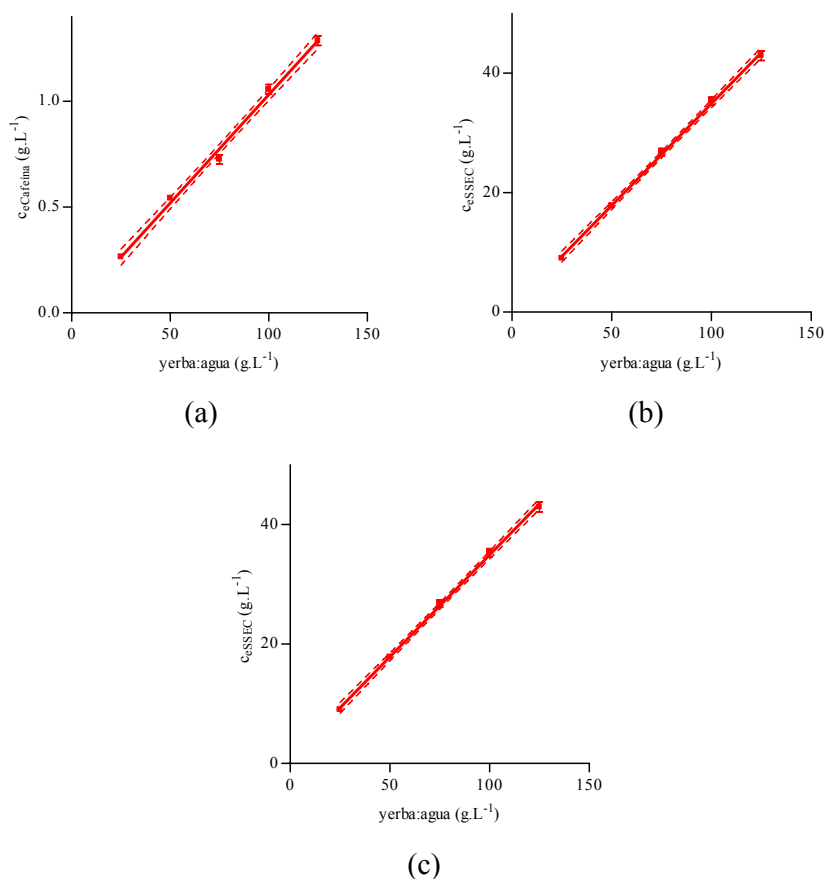 c_eCafeína (g.L⁻¹)
1.0
0.5
0.0
0 50 100 150
yerba:agua (g.L⁻¹)
(a)
c_eSSEC (g.L⁻¹)
40
20
0
0 50 100 150
yerba:agua (g.L⁻¹)
(b)
c_eSSEC (g.L⁻¹)
40
20
0
0 50 100 150
yerba:agua (g.L⁻¹)
(c)